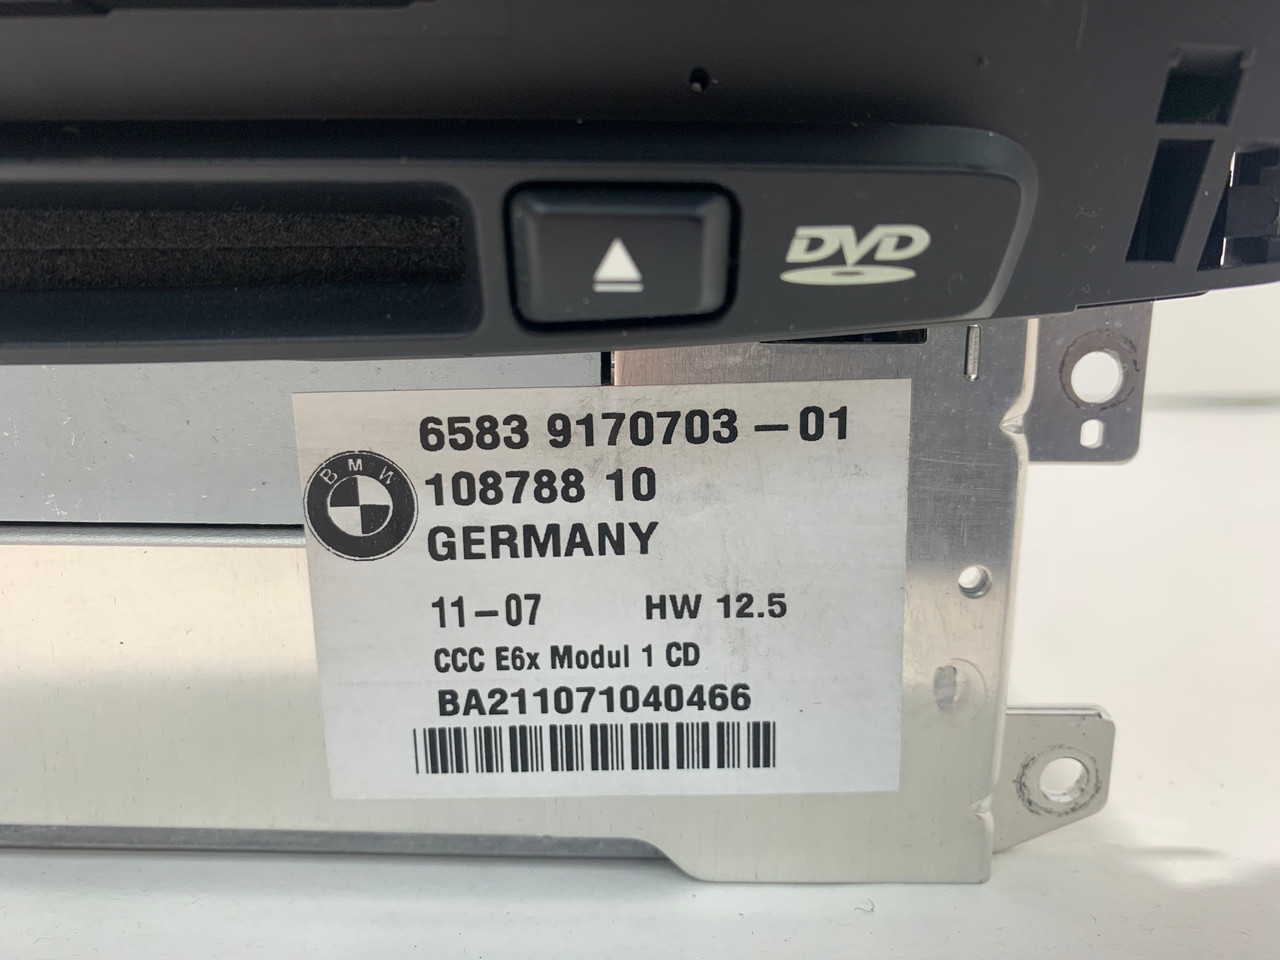 DVD
6583 9170703 – 01
BMW
108788 10
GERMANY
11–07 HW 12.5
CCC E6x Modul 1 CD
BA211071040466